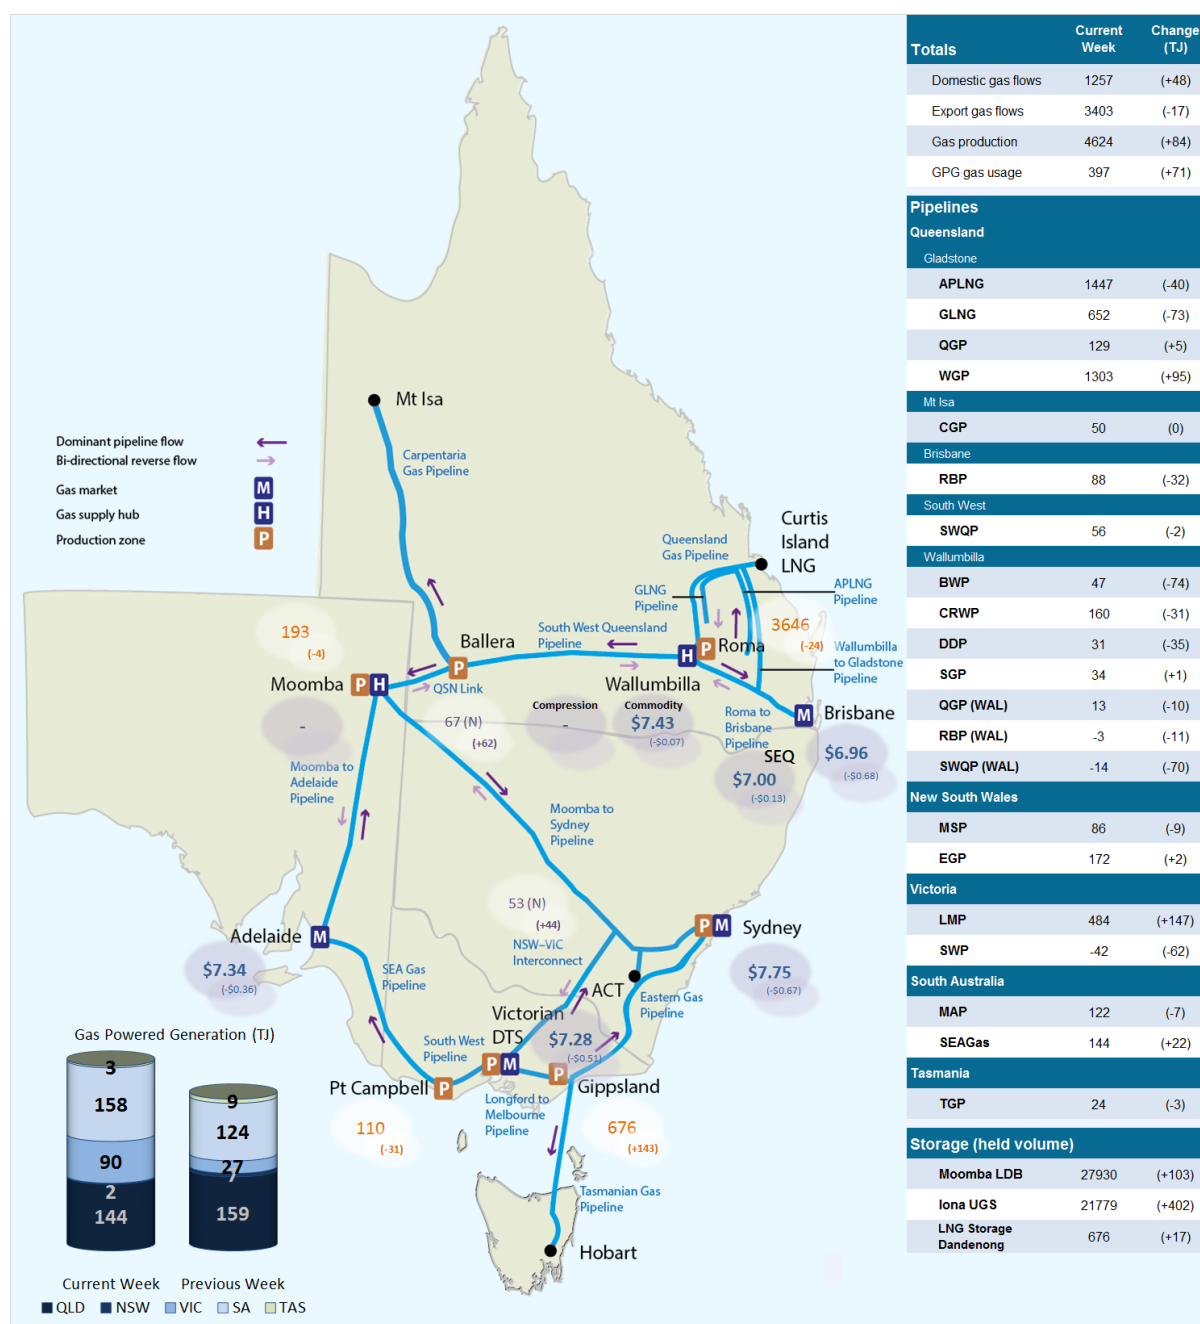 Dominant pipeline flow
Bi-directional reverse flow
Gas market M
Gas supply hub H
Production zone P
Mt Isa
Carpentaria
Gas Pipeline
Curtis
Island
LNG
Queensland
Gas Pipeline
GLNG
Pipeline
APLNG
Pipeline
3646
(-24)
193
(-4)
Ballera
P
South West Queensland
Pipeline
H P Roma
Wallumbilla
Wallumbilla
to Gladstone
Pipeline
Moomba P H
QSN Link
-
67 (N)
(+62)
Compression
-
Commodity
$7.43
(-$0.07)
Roma to
Brisbane
Pipeline
M Brisbane
SEQ
$7.00
(-$0.13)
$6.96
(-$0.68)
Moomba to
Adelaide
Pipeline
Moomba to
Sydney
Pipeline
53 (N)
(+44)
NSW-VIC
Interconnect
P M Sydney
$7.75
(-$0.67)
Adelaide M
$7.34
(-$0.36)
SEA Gas
Pipeline
ACT
Eastern Gas
Pipeline
Victorian
DTS
$7.28
(-$0.51)
South West
Pipeline
P M
P
Gippsland
Pt Campbell P
110
(-31)
Longford to
Melbourne
Pipeline
676
(+143)
Tasmanian Gas
Pipeline
Hobart
Gas Powered Generation (TJ)
3
158
90
2
144
9
124
27
7
159
Current Week Previous Week
QLD NSW VIC SA TAS
Totals Current Week Change (TJ)
Domestic gas flows 1257 (+48)
Export gas flows 3403 (-17)
Gas production 4624 (+84)
GPG gas usage 397 (+71)
Pipelines
Queensland
Gladstone
APLNG 1447 (-40)
GLNG 652 (-73)
QGP 129 (+5)
WGP 1303 (+95)
Mt Isa
CGP 50 (0)
Brisbane
RBP 88 (-32)
South West
SWQP 56 (-2)
Wallumbilla
BWP 47 (-74)
CRWP 160 (-31)
DDP 31 (-35)
SGP 34 (+1)
QGP (WAL) 13 (-10)
RBP (WAL) -3 (-11)
SWQP (WAL) -14 (-70)
New South Wales
MSP 86 (-9)
EGP 172 (+2)
Victoria
LMP 484 (+147)
SWP -42 (-62)
South Australia
MAP 122 (-7)
SEAGas 144 (+22)
Tasmania
TGP 24 (-3)
Storage (held volume)
Moomba LDB 27930 (+103)
Iona UGS 21779 (+402)
LNG Storage
Dandenong 676 (+17)